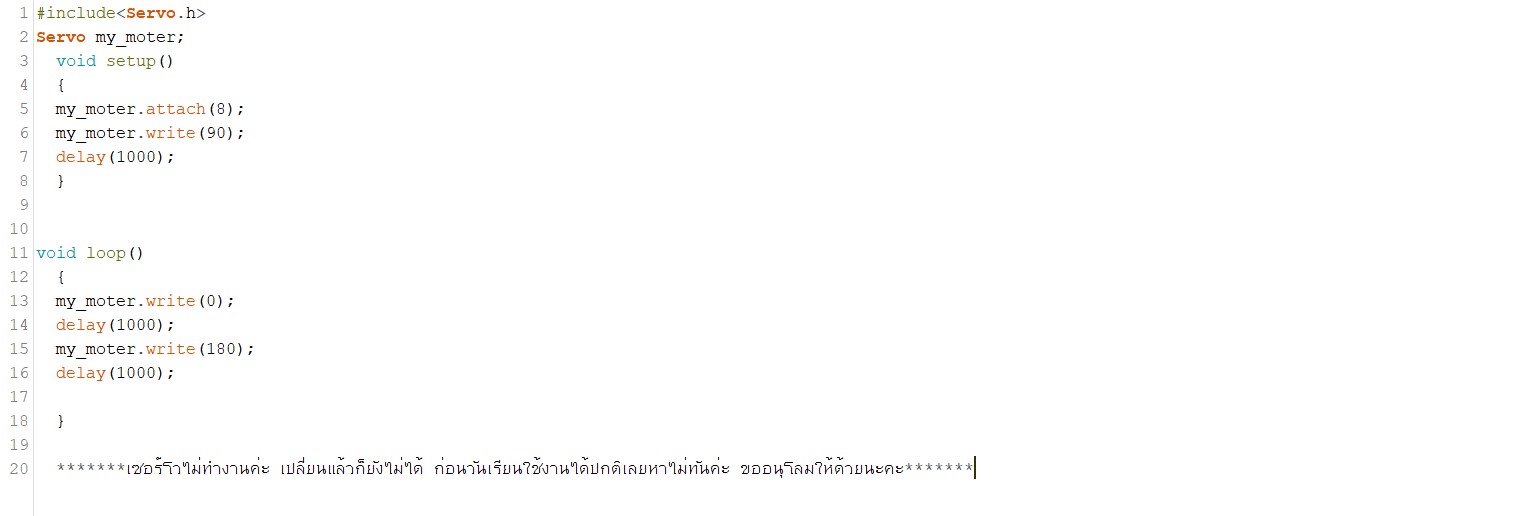 1 #include<Servo.h>
2 Servo my_moter;
3 void setup()
4 {
5 my_moter.attach(8);
6 my_moter.write(90);
7 delay(1000);
8 }
9
10
11 void loop()
12 {
13 my_moter.write(0);
14 delay(1000);
15 my_moter.write(180);
16 delay(1000);
17
18 }
19
20 *******เซอร์โวไม่ทำงานค่ะ เปลี่ยนแล้วก็ยังไม่ได้ ก่อนวันเรียนใช้งานได้ปกติเลยหาไม่ทันค่ะ ขออนุโลมให้ด้วยนะคะ*******